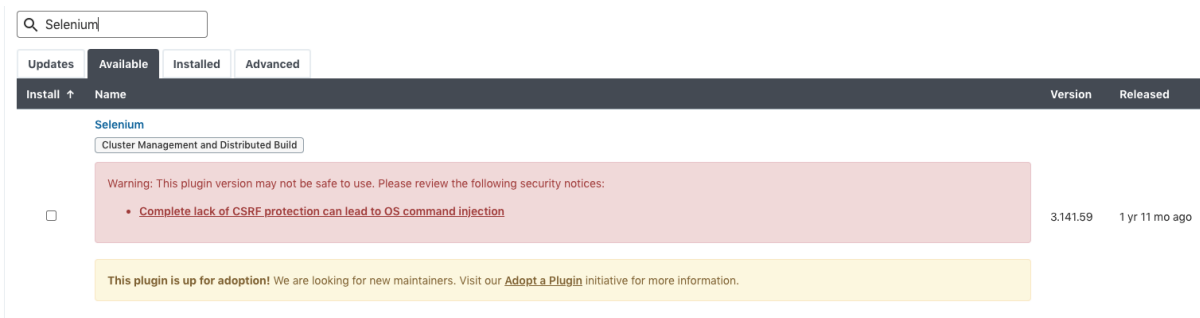 Selenium
Updates Available Installed Advanced
Install ↑ Name Version Released
Selenium
Cluster Management and Distributed Build
Warning: This plugin version may not be safe to use. Please review the following security notices:
• Complete lack of CSRF protection can lead to OS command injection
3.141.59 1 yr 11 mo ago
This plugin is up for adoption! We are looking for new maintainers. Visit our Adopt a Plugin initiative for more information.